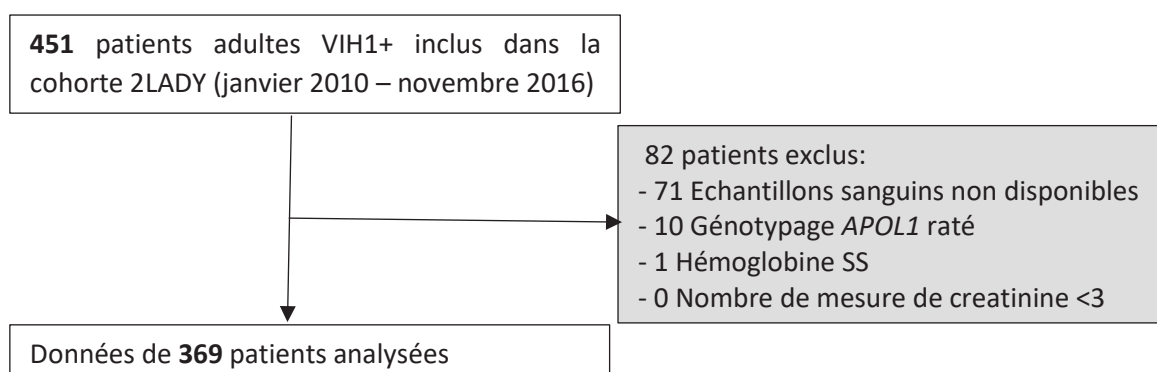 451 patients adultes VIH1+ inclus dans la
cohorte 2LADY (janvier 2010 – novembre 2016)
82 patients exclus:
- 71 Echantillons sanguins non disponibles
- 10 Génotypage APOL1 raté
- 1 Hémoglobine SS
- 0 Nombre de mesure de creatinine <3
Données de 369 patients analysées